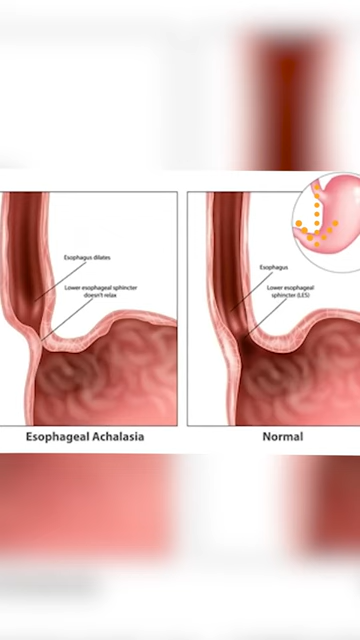 Esophagus dilates
Lower esophageal sphincter
doesn't relax
Esophageal Achalasia
Esophagus
Lower esophageal
sphincter (LES)
Normal